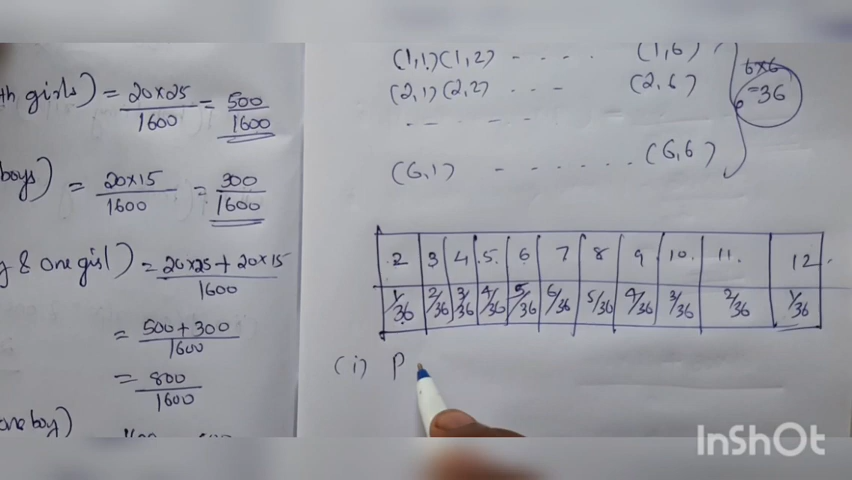 th girls) = 20×25/1600 = 500/1600
boys) = 20×15/1600 = 300/1600
y & one girl) = 20×25+20×15/1600
= 500+300/1600
= 800/1600
one boy)
(1,1)(1,2) - - - - (1,6)
(2,1)(2,2) - - - (2,6)
(6,1) - - - - - - - (6,6)
6×6
=36
2 3 4 5 6 7 8 9 10 11 12
1/36 2/36 3/36 4/36 5/36 6/36 5/36 4/36 3/36 2/36 1/36
(i) P
InShOt